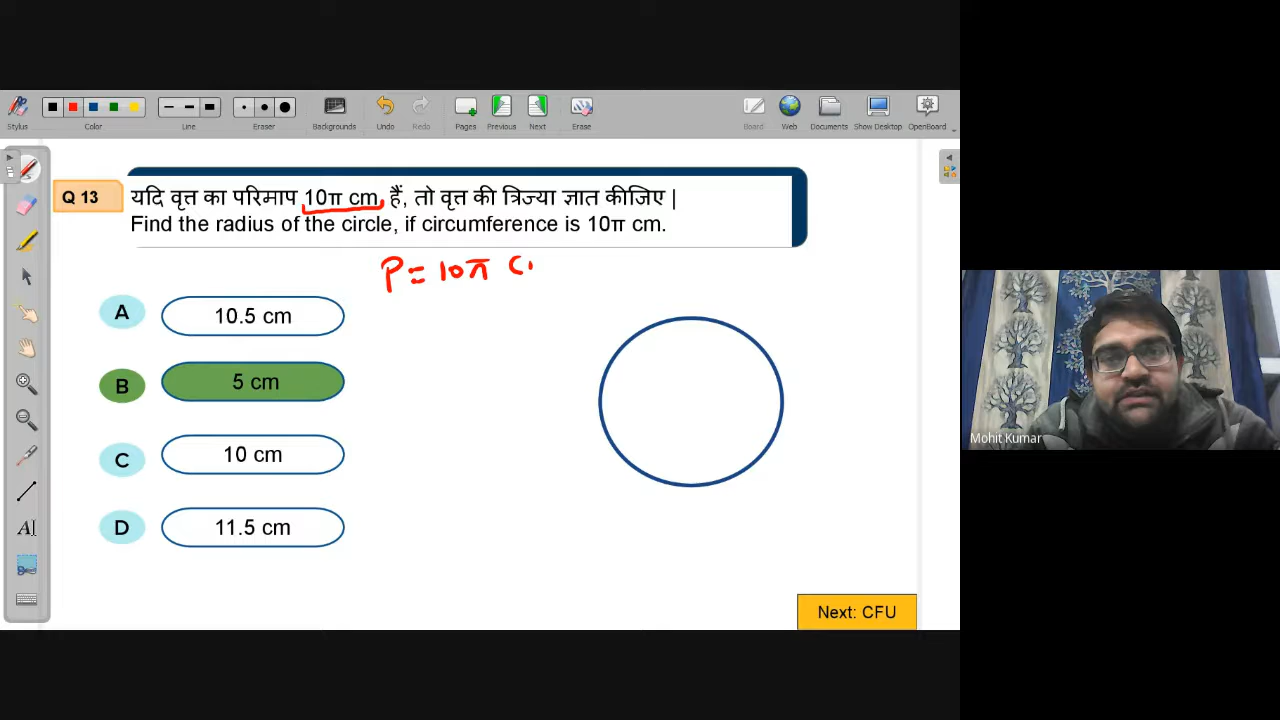 Stylus
Color
Line
Eraser
Backgrounds
Undo
Redo
Pages
Previous
Next
Erase
Board
Web
Documents
Show Desktop
OpenBoard
Q 13
यदि वृत्त का परिमाप 10π cm हैं, तो वृत्त की त्रिज्या ज्ञात कीजिए |
Find the radius of the circle, if circumference is 10π cm.
P = 10π
A
10.5 cm
B
5 cm
C
10 cm
D
11.5 cm
Next: CFU
Mohit Kumar